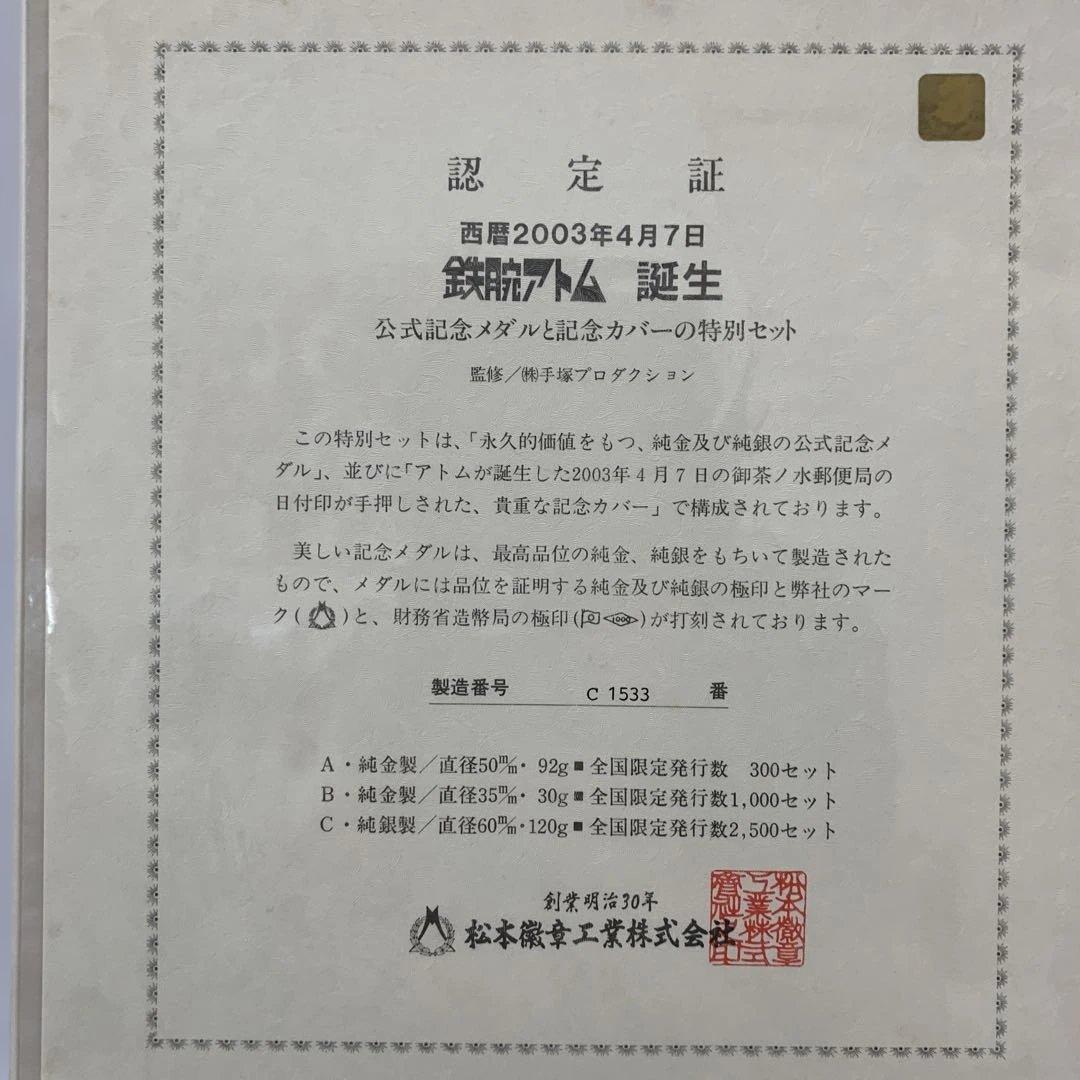 認定証
西暦2003年4月7日
鉄腕アトム 誕生
公式記念メダルと記念カバーの特別セット
監修/㈱手塚プロダクション
この特別セットは、「永久的価値をもつ、純金及び純銀の公式記念メ
ダル」、並びに「アトムが誕生した2003年4月7日の御茶ノ水郵便局の
日付印が手押しされた、貴重な記念カバー」で構成されております。
美しい記念メダルは、最高品位の純金、純銀をもちいて製造された
もので、メダルには品位を証明する純金及び純銀の極印と弊社のマー
ク( )と、財務省造幣局の極印( 1000 )が打刻されております。
製造番号 C 1533 番
A・純金製/直径50m/m・ 92g■全国限定発行数 300セット
B・純金製/直径35m/m・ 30g■全国限定発行数1,000セット
C・純銀製/直径60m/m・120g■全国限定発行数2,500セット
創業明治30年
松本徽章工業株式会社
松本徽章
工業株式
會社之印